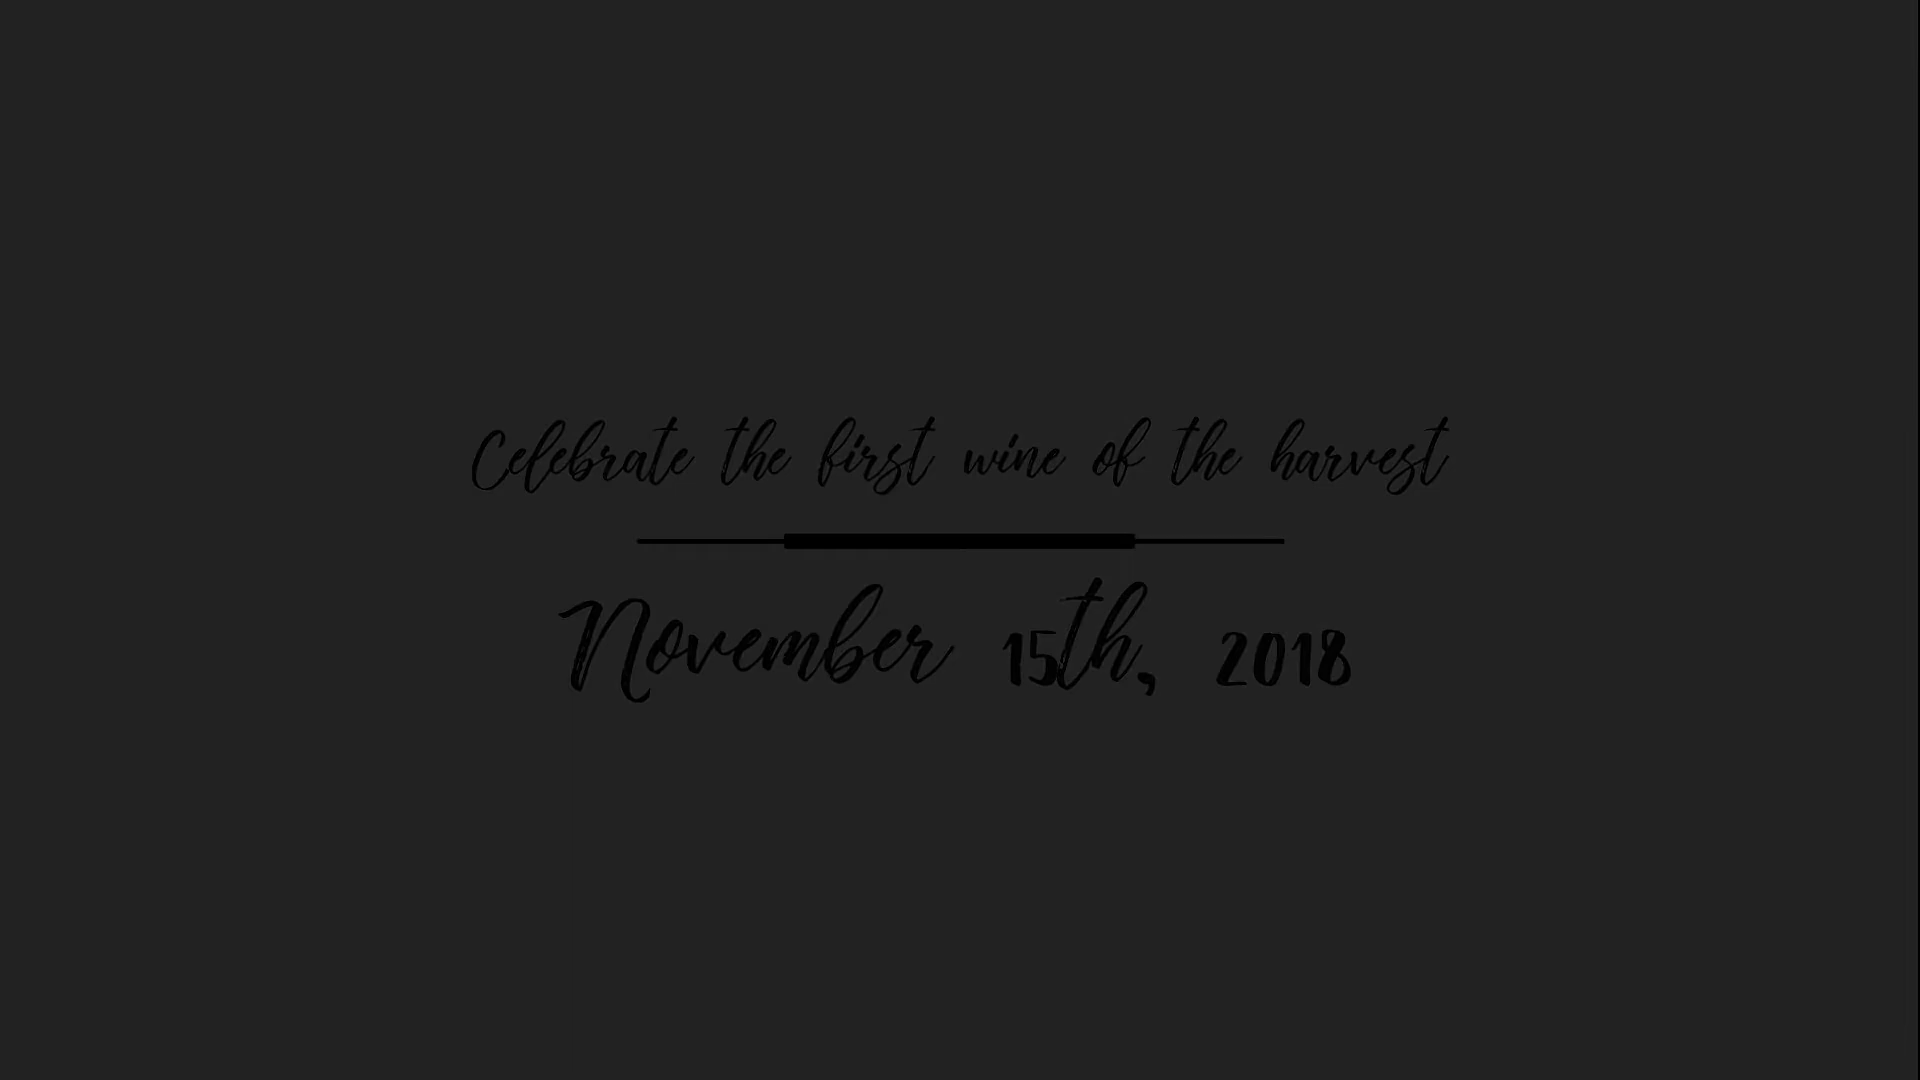 Celebrate the first wine of the harvest
November 15th, 2018